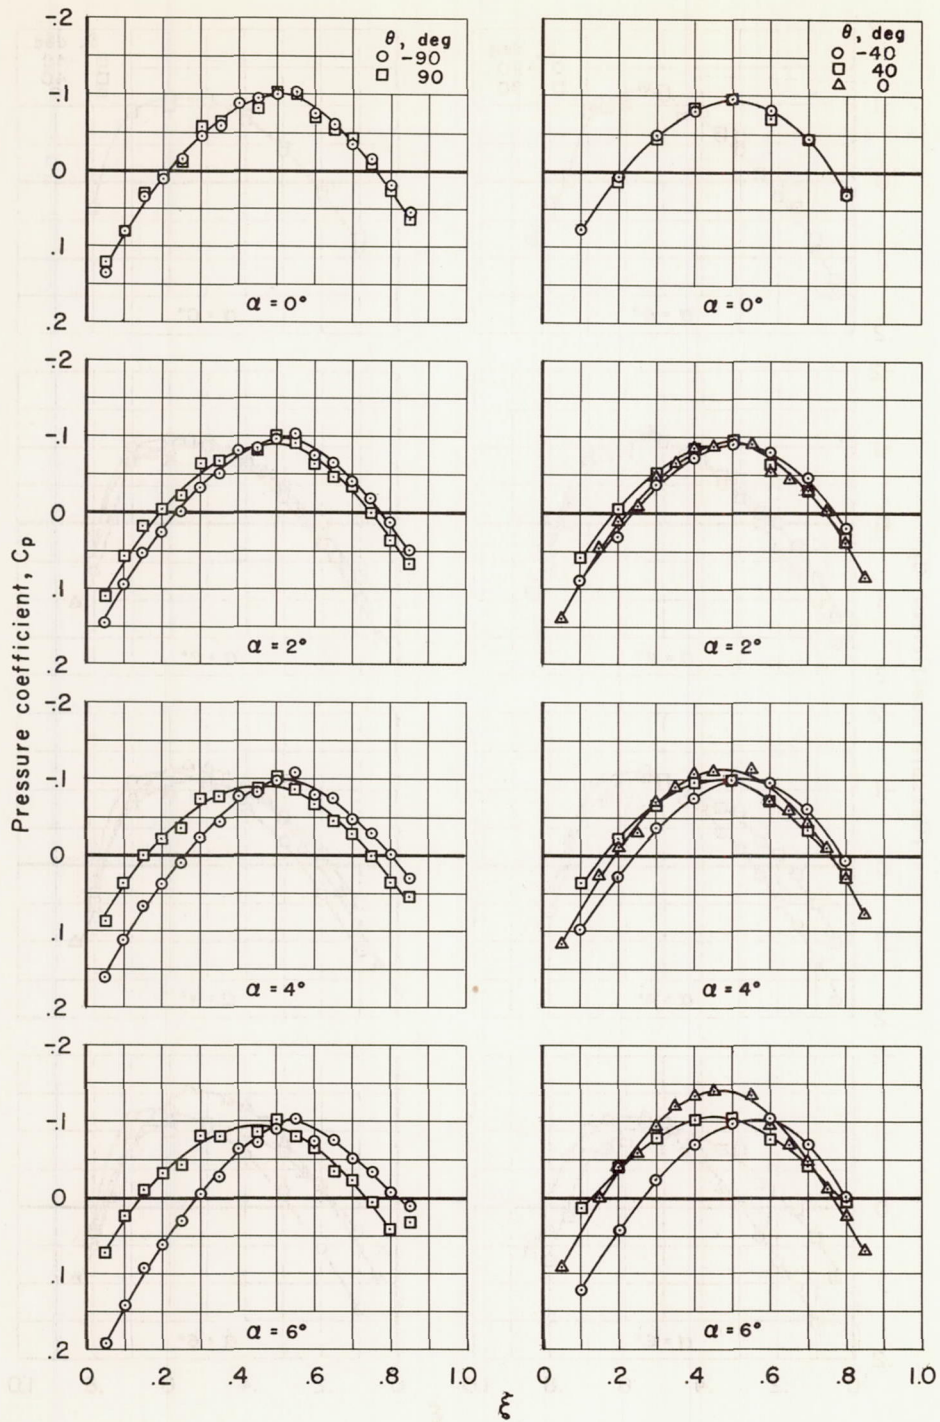 -.2
-.1
0
.1
.2
θ, deg
○ -90
□ 90
α = 0°
θ, deg
○ -40
□ 40
△ 0
α = 0°
-.2
-.1
0
.1
.2
α = 2°
α = 2°
Pressure coefficient, Cp
-.2
-.1
0
.1
.2
α = 4°
α = 4°
-.2
-.1
0
.1
.2
α = 6°
α = 6°
0 .2 .4 .6 .8 1.0
0 .2 .4 .6 .8 1.0
ξ